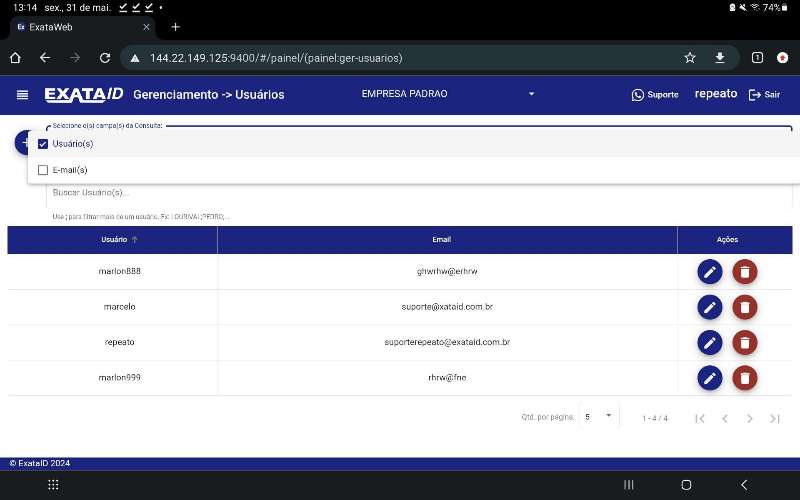 13:14 sex., 31 de mai.
74%
ExataWeb
144.22.149.125:9400/#/painel/(painel:ger-usuarios)
1
EXATA ID
Gerenciamento -> Usuários
EMPRESA PADRAO
Suporte
repeato
Sair
Selecione o(s) campo(s) da Consulta:
Usuário(s)
E-mail(s)
Buscar Usuário(s)...
Use ; para filtrar mais de um usuário. Ex: LOURIVAL;PEDRO;...
Usuário Email Ações
marlon888 ghwrhw@erhrw
marcelo suporte@xataid.com.br
repeato suporterepeato@exataid.com.br
marlon999 rhrw@fne
Qtd. por página: 5 1 - 4 / 4
© ExataID 2024